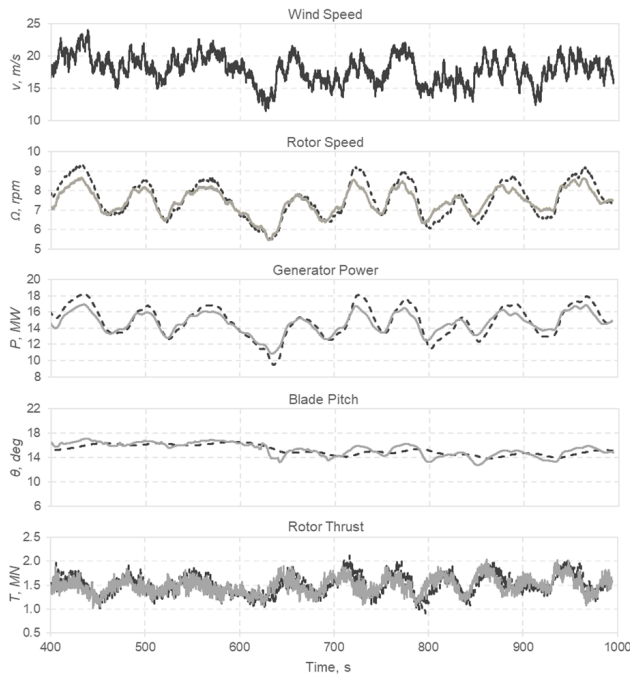 Wind Speed
25
20
15
10
v, m/s
Rotor Speed
10
9
8
7
6
5
Ω, rpm
Generator Power
20
18
16
14
12
10
8
P, MW
Blade Pitch
22
18
14
10
6
θ, deg
Rotor Thrust
2.5
2.0
1.5
1.0
0.5
T, MN
400 500 600 700 800 900 1000
Time, s